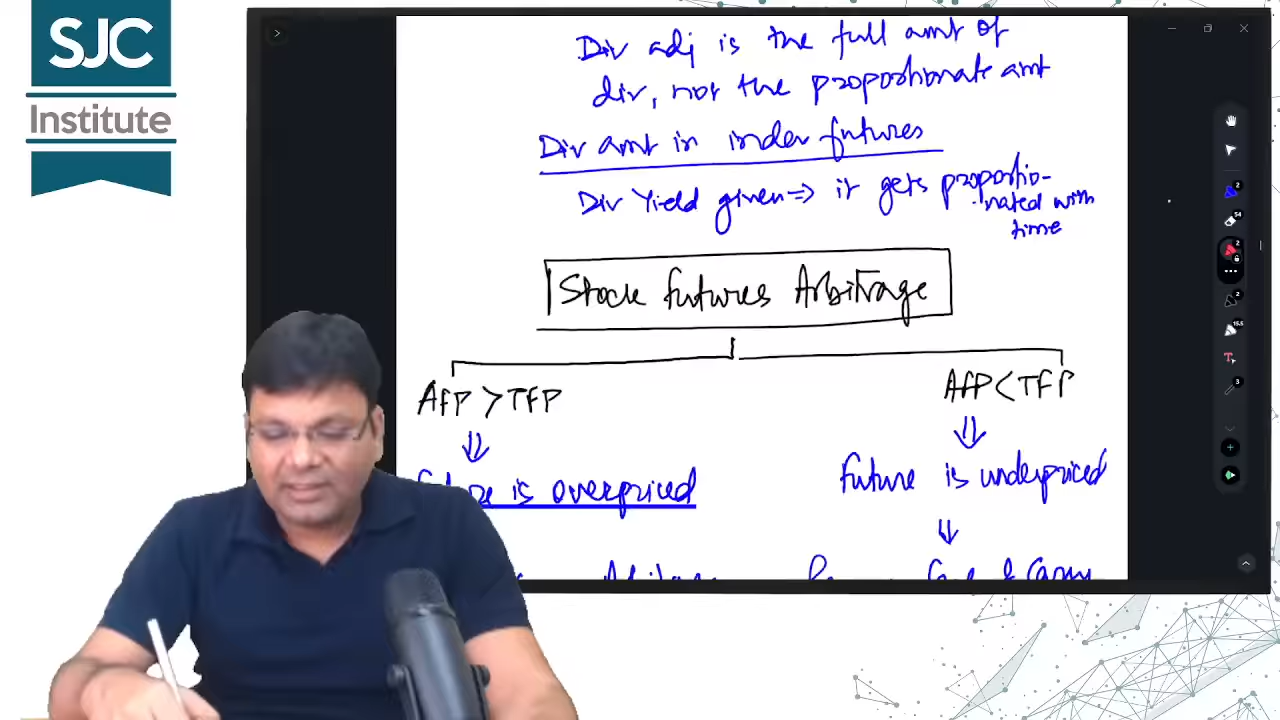 SJC
Institute
Div adj is the full amt of
div, not the proportionate amt
Div amt in index futures
Div Yield given ⇒ it gets proportio-
nated with
time
Stock Futures Arbitrage
AFP > TFP
AFP < TFP
is overpriced
Future is underpriced
& Carry